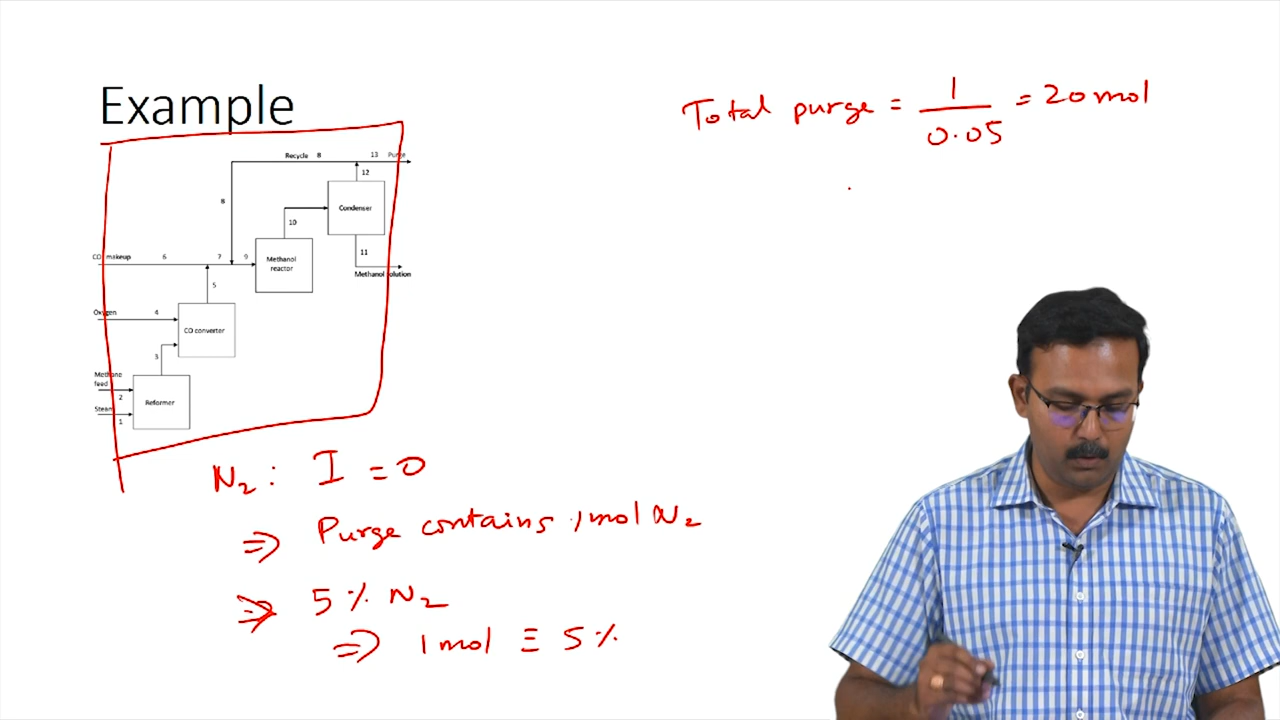 Example
Total purge = 1 / 0.05 = 20 mol
Recycle 8 13 Purge
12
8
Condenser
10
11
CO makeup 6 7 9
Methanol reactor
Methanol solution
5
Oxygen 4
CO converter
3
Methane feed
2
Reformer
Steam
1
N2 : I = 0
⇒ Purge contains 1 mol N2
⇒ 5 % N2
⇒ 1 mol ≡ 5 %